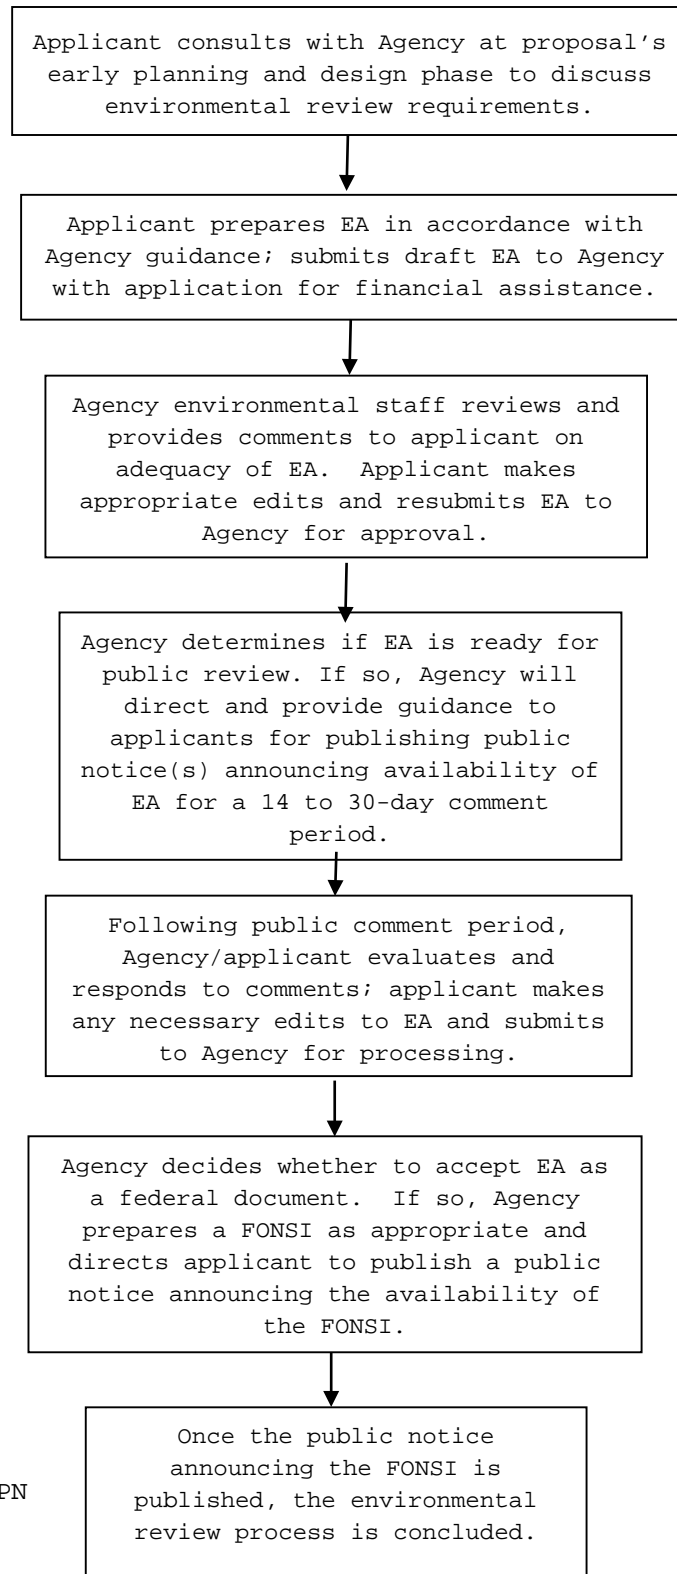 Applicant consults with Agency at proposal's
early planning and design phase to discuss
environmental review requirements.
Applicant prepares EA in accordance with
Agency guidance; submits draft EA to Agency
with application for financial assistance.
Agency environmental staff reviews and
provides comments to applicant on
adequacy of EA.  Applicant makes
appropriate edits and resubmits EA to
Agency for approval.
Agency determines if EA is ready for
public review. If so, Agency will
direct and provide guidance to
applicants for publishing public
notice(s) announcing availability of
EA for a 14 to 30-day comment
period.
Following public comment period,
Agency/applicant evaluates and
responds to comments; applicant makes
any necessary edits to EA and submits
to Agency for processing.
Agency decides whether to accept EA as
a federal document.  If so, Agency
prepares a FONSI as appropriate and
directs applicant to publish a public
notice announcing the availability of
the FONSI.
Once the public notice
announcing the FONSI is
published, the environmental
review process is concluded.
PN